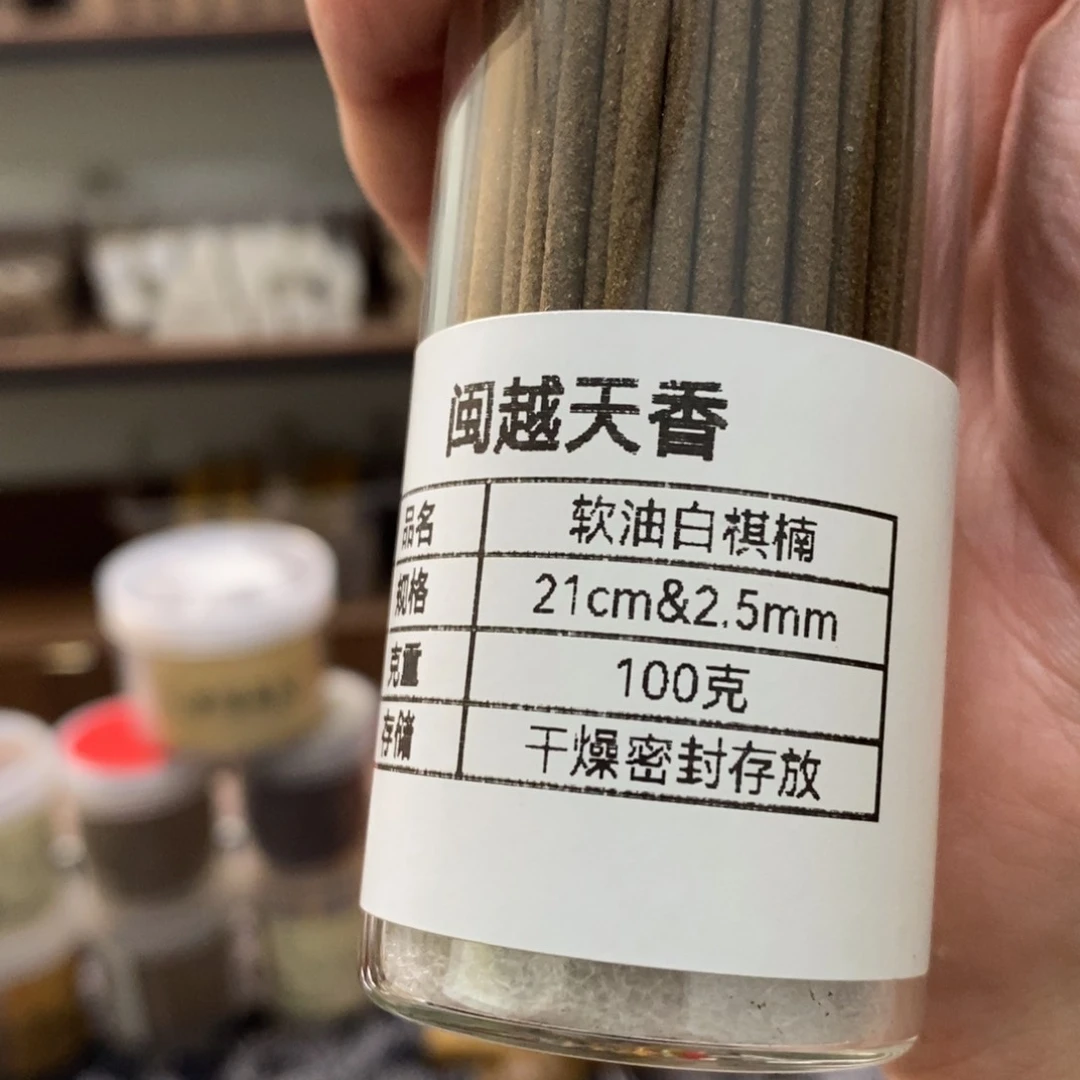 闽越天香
品名 软油白棋楠
规格 21cm&2.5mm
克重 100克
存储 干燥密封存放